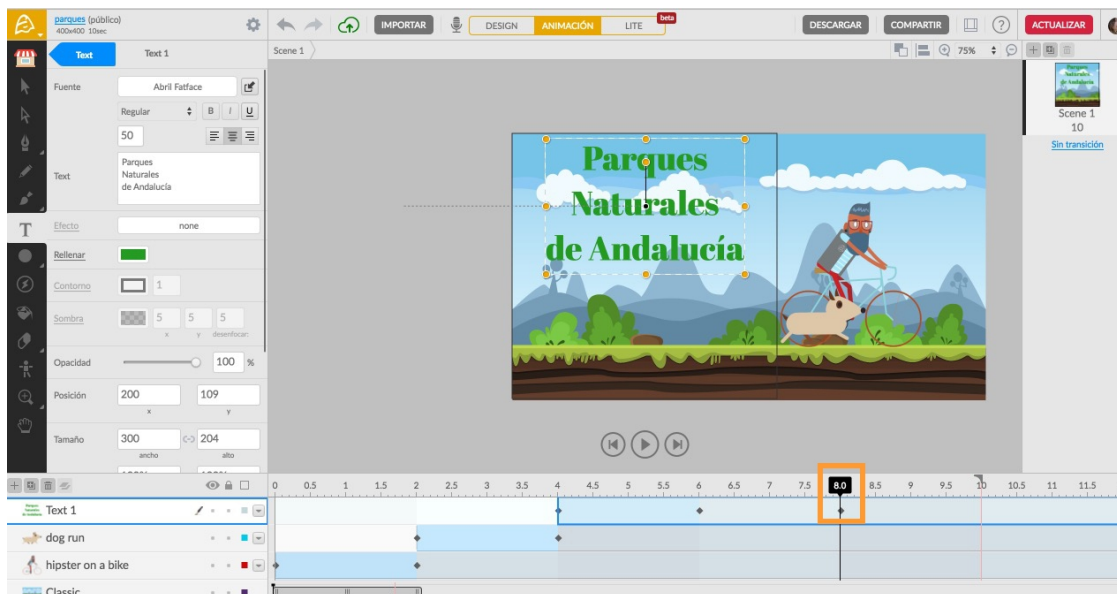 parques (público)
400x400 10sec
IMPORTAR
DESIGN
ANIMACIÓN
LITE
beta
DESCARGAR
COMPARTIR
?
ACTUALIZAR
Text
Text 1
Scene 1
75%
Fuente
Abril Fatface
Regular
B I U
50
Text
Parques
Naturales
de Andalucía
T
Efecto
none
Rellenar
Contorno
1
Sombra
5 5 5
x y desenfocar:
Opacidad
100 %
Posición
200 109
x y
Tamaño
300 204
ancho alto
Parques
Naturales
de Andalucía
Parques
Naturales
de Andalucía
Scene 1
10
Sin transición
0 0.5 1 1.5 2 2.5 3 3.5 4 4.5 5 5.5 6 6.5 7 7.5 8.0 8.5 9 9.5 10 10.5 11 11.5
Text 1
dog run
hipster on a bike
Classic